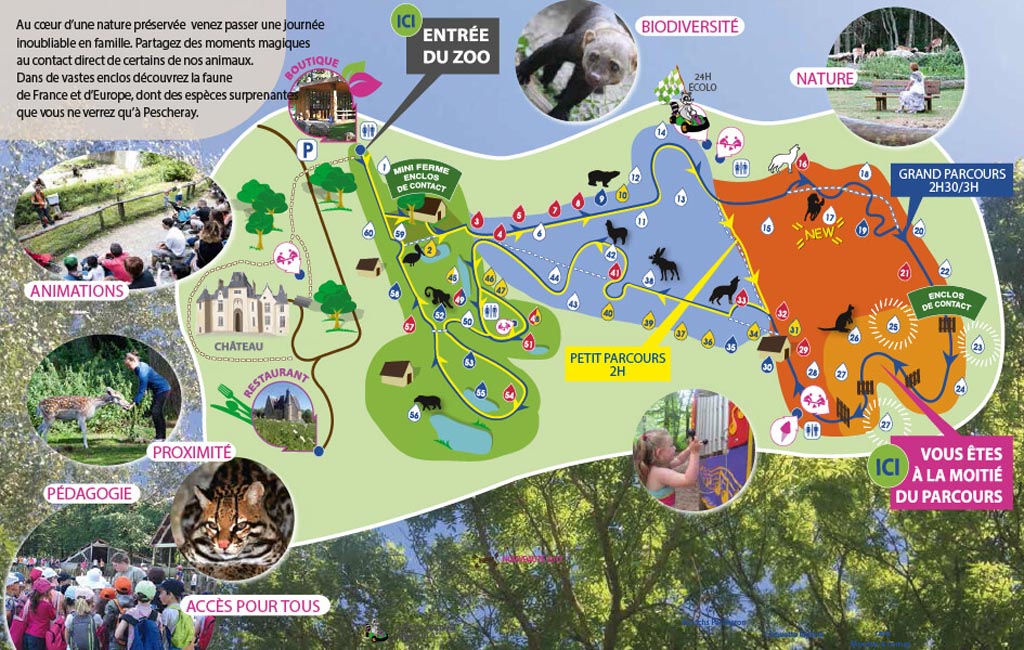 Au cœur d’une nature préservée  venez passer une journée
inoubliable en famille. Partagez des moments magiques
au contact direct de certains de nos animaux.
Dans de vastes enclos découvrez la faune
de France et d’Europe, dont des espèces surprenantes
que vous ne verrez qu’à Pescheray.
ICI
ENTRÉE
DU ZOO
BIODIVERSITÉ
NATURE
BOUTIQUE
24H
ÉCOLO
P
MINI FERME
ENCLOS
DE CONTACT
GRAND PARCOURS
2H30/3H
NEW
ANIMATIONS
CHÂTEAU
RESTAURANT
ENCLOS
DE CONTACT
PETIT PARCOURS
2H
PROXIMITÉ
PÉDAGOGIE
ACCÈS POUR TOUS
ICI
VOUS ÊTES
À LA MOITIÉ
DU PARCOURS
1
2
3
4
5
6
7
8
9
10
11
12
13
14
15
16
17
18
19
20
21
22
23
24
25
26
27
27
28
29
30
31
32
33
34
35
36
37
38
39
40
41
42
43
44
45
46
47
49
50
51
52
53
54
55
56
57
58
59
60